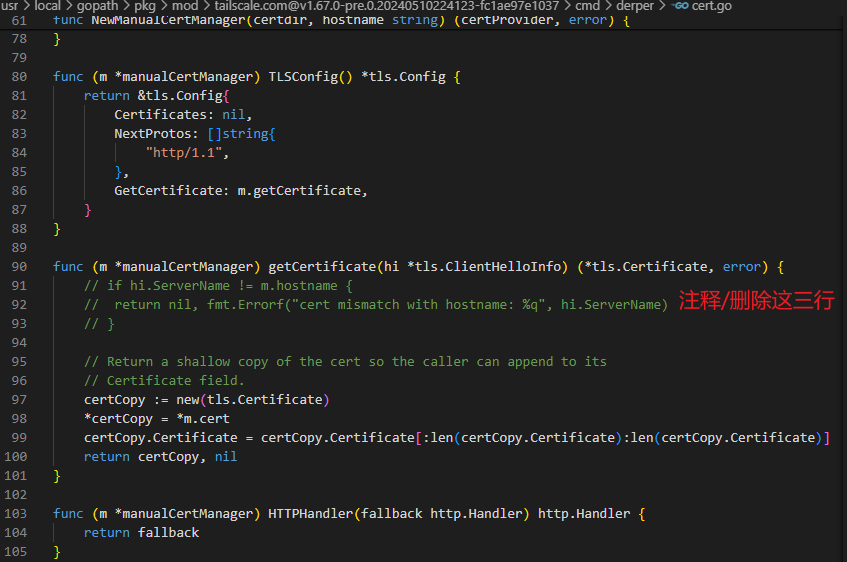 usr > local > gopath > pkg > mod > tailscale.com@v1.67.0-pre.0.20240510224123-fc1ae97e1037 > cmd > derper > cert.go
61 func NewManualCertManager(certdir, hostname string) (certProvider, error) {
78 }
79
80 func (m *manualCertManager) TLSConfig() *tls.Config {
81     return &tls.Config{
82         Certificates: nil,
83         NextProtos: []string{
84             "http/1.1",
85         },
86         GetCertificate: m.getCertificate,
87     }
88 }
89
90 func (m *manualCertManager) getCertificate(hi *tls.ClientHelloInfo) (*tls.Certificate, error) {
91     // if hi.ServerName != m.hostname {
92     //  return nil, fmt.Errorf("cert mismatch with hostname: %q", hi.ServerName) 注释/删除这三行
93     // }
94
95     // Return a shallow copy of the cert so the caller can append to its
96     // Certificate field.
97     certCopy := new(tls.Certificate)
98     *certCopy = *m.cert
99     certCopy.Certificate = certCopy.Certificate[:len(certCopy.Certificate):len(certCopy.Certificate)]
100     return certCopy, nil
101 }
102
103 func (m *manualCertManager) HTTPHandler(fallback http.Handler) http.Handler {
104     return fallback
105 }